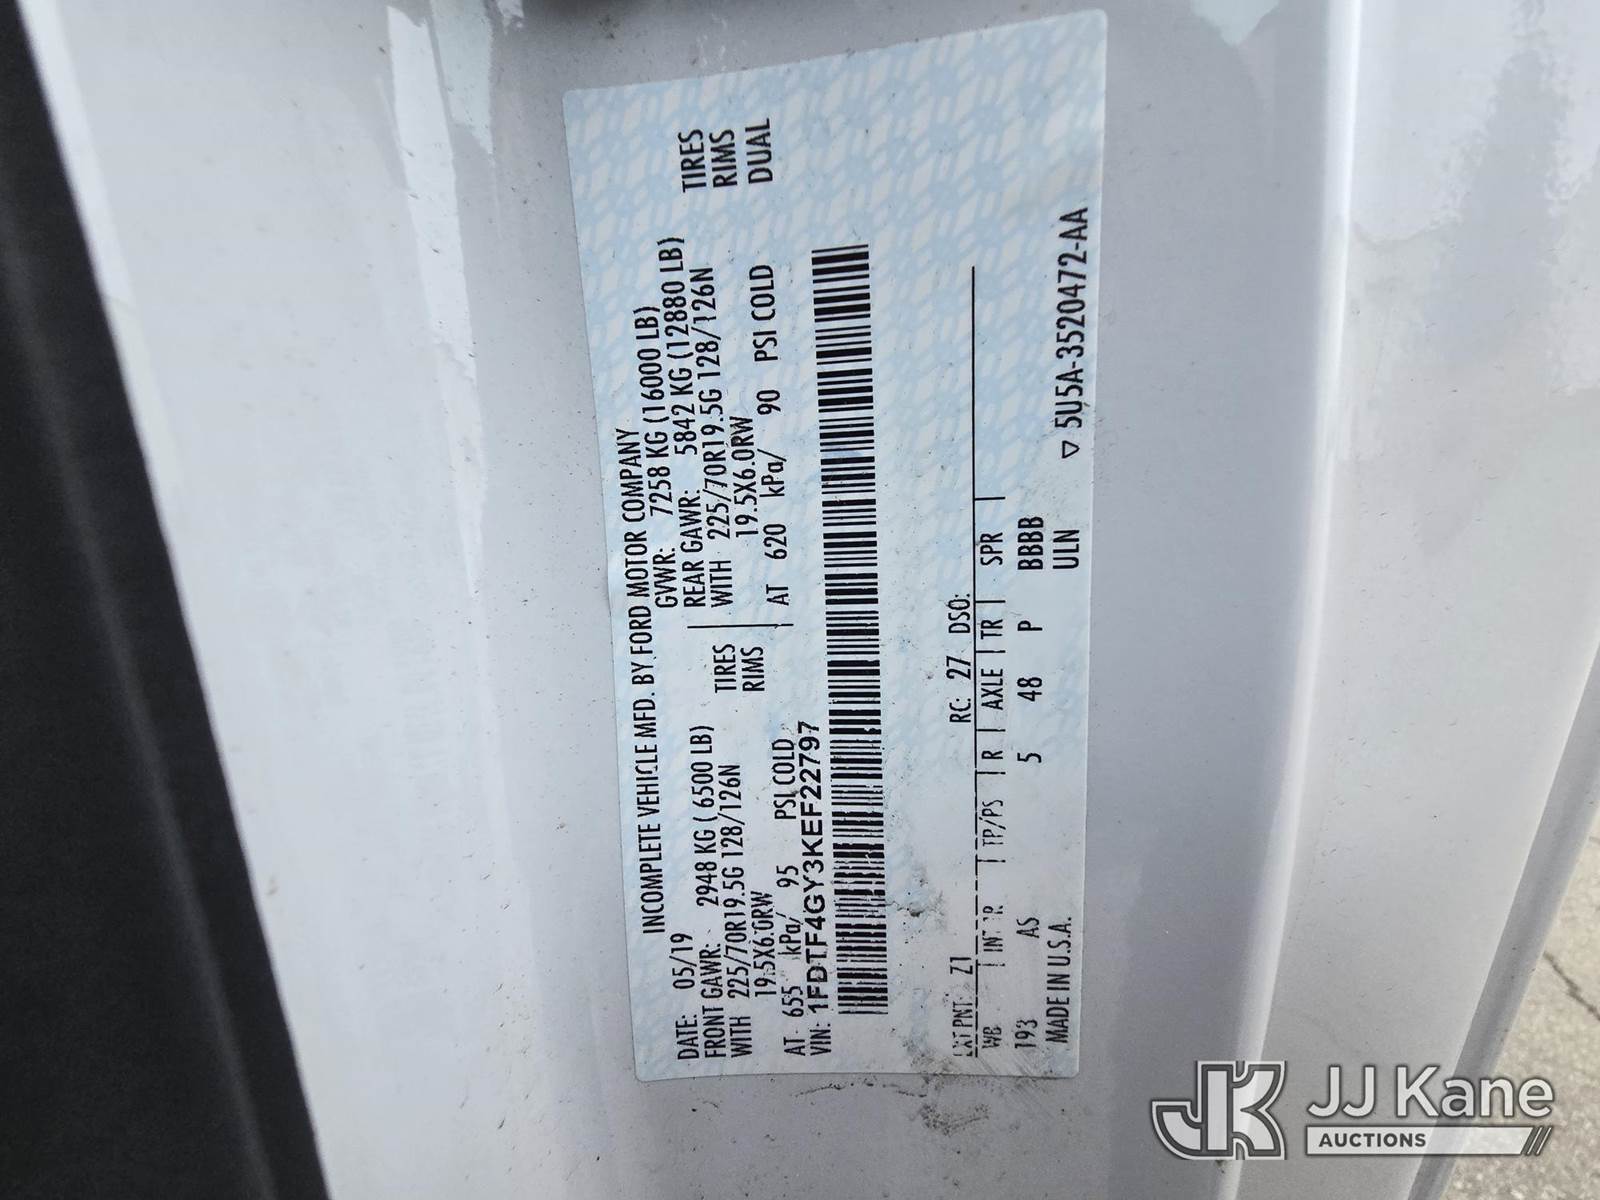 INCOMPLETE VEHICLE MFD. BY FORD MOTOR COMPANY
DATE: 05/19 GVWR: 7258 KG (16000 LB)
FRONT GAWR: 2948 KG ( 6500 LB) REAR GAWR: 5842 KG (12880 LB)
WITH 225/70R19.5G 128/126N TIRES WITH 225/70R19.5G 128/126N TIRES
19.5X6.0RW RIMS 19.5X6.0RW RIMS
AT 655 kPa/ 95 PSI COLD AT 620 kPa/ 90 PSI COLD DUAL
VIN: 1FDTF4GY3KEF22797
EXT PNT: Z1 RC: 27 DSO:
WB TP/PS R AXLE TR SPR
193 AS 5 48 P BBBB
MADE IN U.S.A. ULN
▽ 5U5A-3520472-AA
JK JJ Kane
AUCTIONS